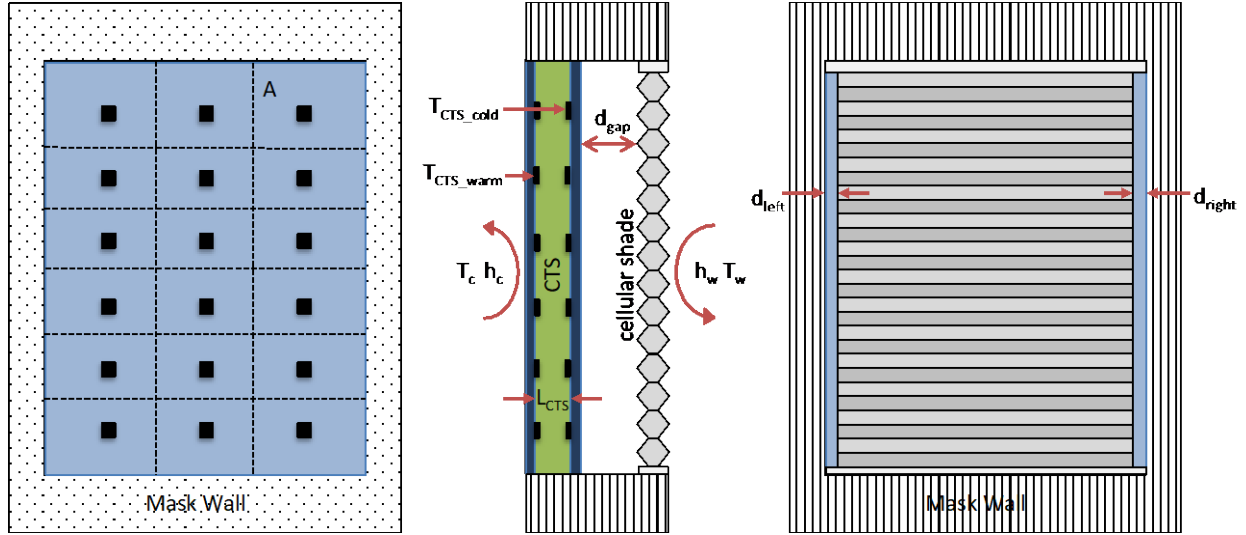 A
Mask Wall
T_CTS_cold
T_CTS_warm
d_gap
T_c h_c
CTS
cellular shade
h_w T_w
L_CTS
d_left
d_right
Mask Wall